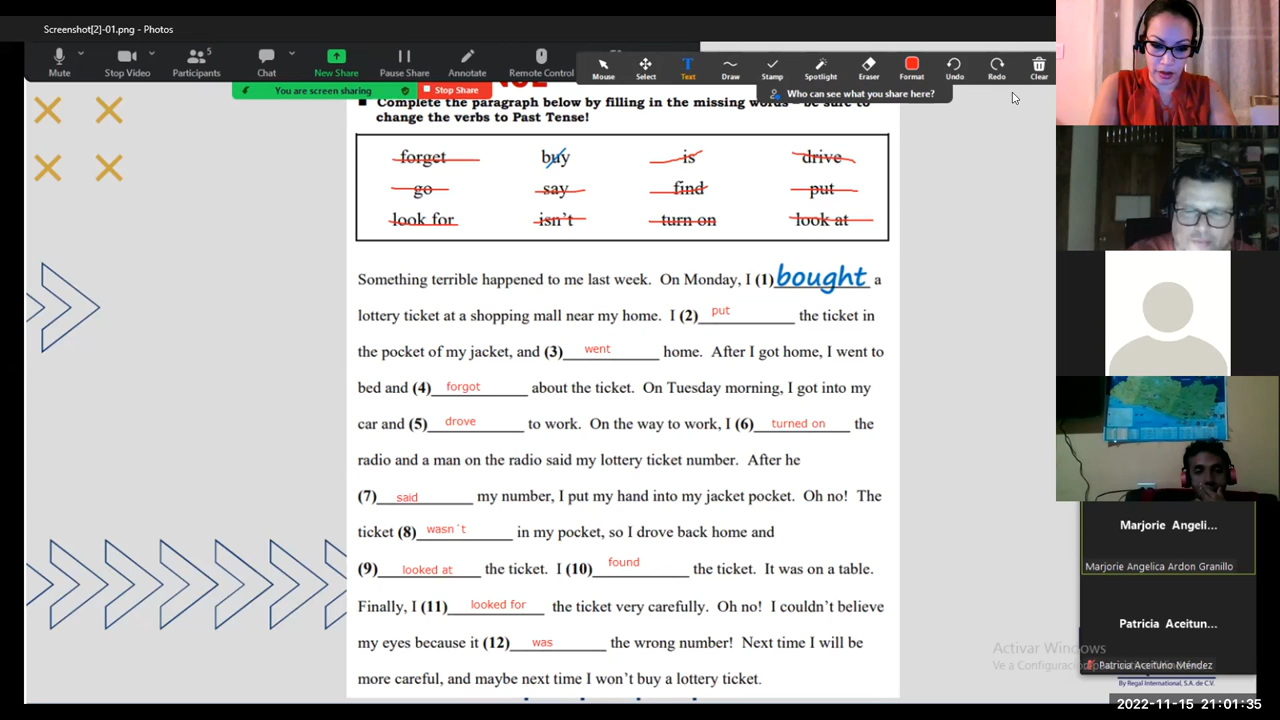 Screenshot[2]-01.png - Photos
Mute
Stop Video
5
Participants
Chat
New Share
Pause Share
Annotate
Remote Control
Mouse
Select
T
Text
Draw
Stamp
Spotlight
Eraser
Format
Undo
Redo
Clear
You are screen sharing
Stop Share
Who can see what you share here?
Complete the paragraph below by filling in the missing words – be sure to
change the verbs to Past Tense!
forget buy is drive
go say find put
look for isn't turn on look at
Something terrible happened to me last week. On Monday, I (1) bought a
lottery ticket at a shopping mall near my home. I (2) put the ticket in
the pocket of my jacket, and (3) went home. After I got home, I went to
bed and (4) forgot about the ticket. On Tuesday morning, I got into my
car and (5) drove to work. On the way to work, I (6) turned on the
radio and a man on the radio said my lottery ticket number. After he
(7) said my number, I put my hand into my jacket pocket. Oh no! The
ticket (8) wasn´t in my pocket, so I drove back home and
(9) looked at the ticket. I (10) found the ticket. It was on a table.
Finally, I (11) looked for the ticket very carefully. Oh no! I couldn't believe
my eyes because it (12) was the wrong number! Next time I will be
more careful, and maybe next time I won't buy a lottery ticket.
Marjorie Angeli...
Marjorie Angelica Ardon Granillo
Patricia Aceitun...
Patricia Aceituno Méndez
Activar Windows
Ve a Configuració
By Regal International, S.A. de C.V.
2022-11-15 21:01:35